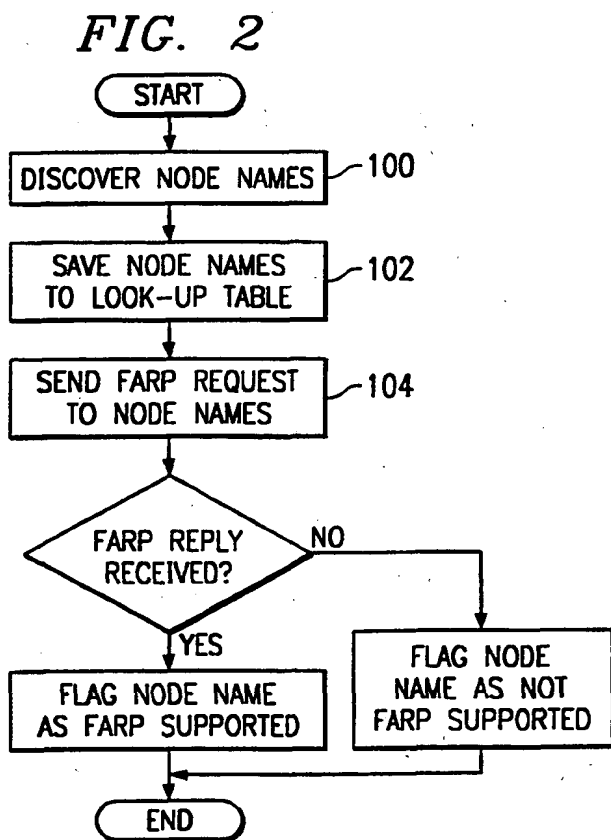 FIG. 2
START
DISCOVER NODE NAMES
100
SAVE NODE NAMES
TO LOOK-UP TABLE
102
SEND FARP REQUEST
TO NODE NAMES
104
FARP REPLY
RECEIVED?
NO
YES
FLAG NODE NAME
AS FARP SUPPORTED
FLAG NODE
NAME AS NOT
FARP SUPPORTED
END